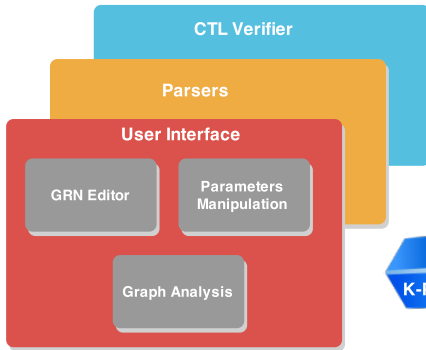 CTL Verifier
Parsers
User Interface
GRN Editor
Parameters
Manipulation
Graph Analysis